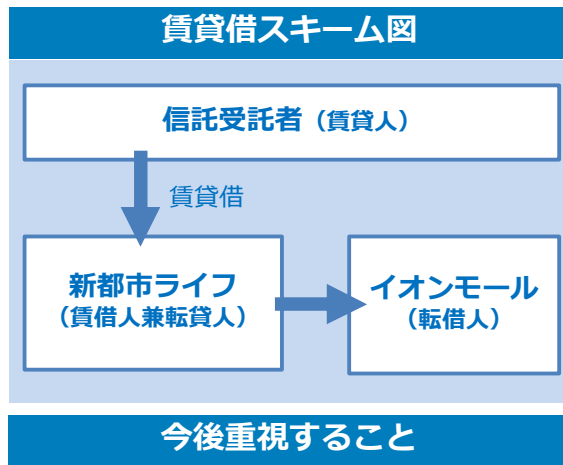 賃貸借スキーム図
信託受託者（賃貸人）
賃貸借
新都市ライフ
（賃借人兼転貸人）
イオンモール
（転借人）
今後重視すること